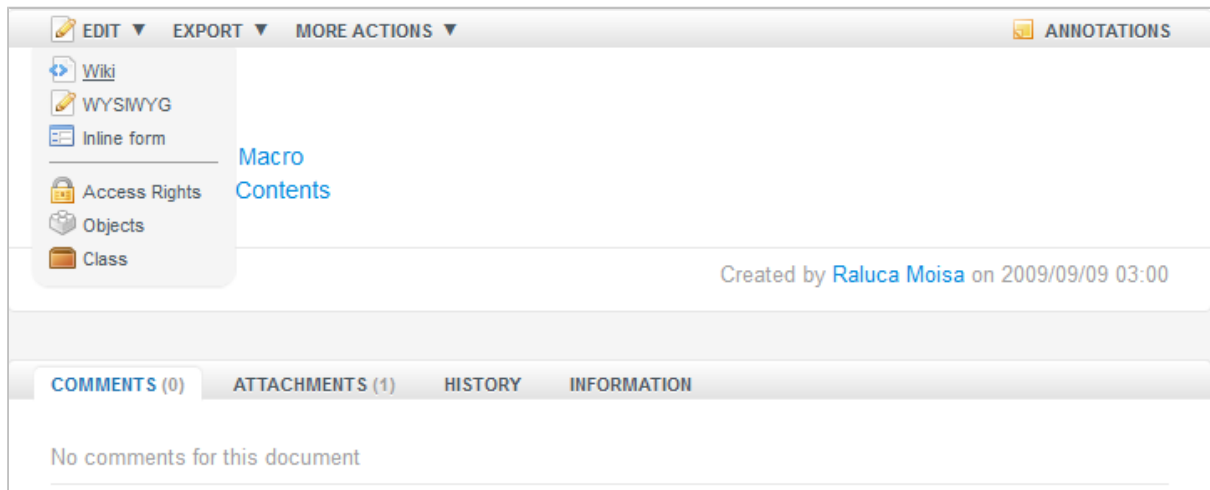 EDIT ▼ EXPORT ▼ MORE ACTIONS ▼ ANNOTATIONS
Wiki
WYSIWYG
Inline form
Macro
Access Rights Contents
Objects
Class
Created by Raluca Moisa on 2009/09/09 03:00
COMMENTS (0) ATTACHMENTS (1) HISTORY INFORMATION
No comments for this document